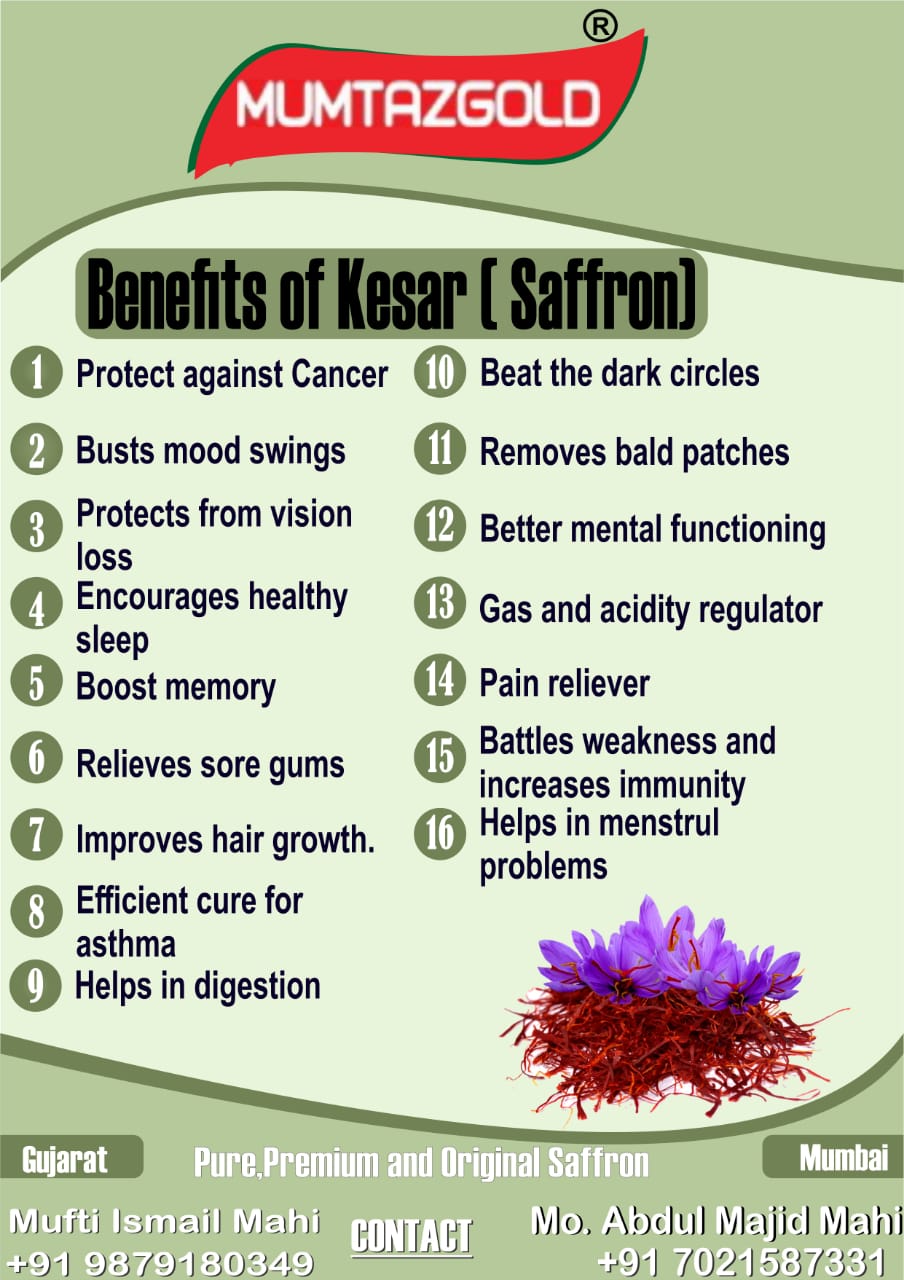 ®
MUMTAZGOLD
Benefits of Kesar ( Saffron)
1 Protect against Cancer
2 Busts mood swings
3 Protects from vision
loss
4 Encourages healthy
sleep
5 Boost memory
6 Relieves sore gums
7 Improves hair growth.
8 Efficient cure for
asthma
9 Helps in digestion
10 Beat the dark circles
11 Removes bald patches
12 Better mental functioning
13 Gas and acidity regulator
14 Pain reliever
15 Battles weakness and
increases immunity
16 Helps in menstrul
problems
Gujarat
Pure,Premium and Original Saffron
Mumbai
Mufti Ismail Mahi
+91 9879180349
CONTACT
Mo. Abdul Majid Mahi
+91 7021587331